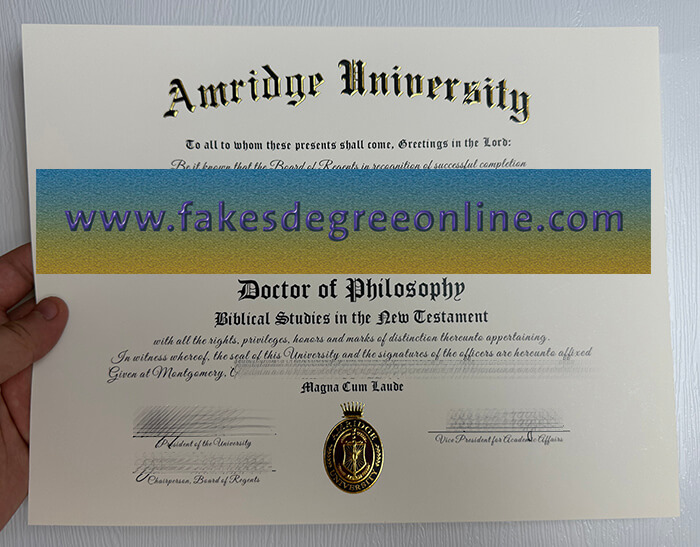 Amridge University
To all to whom these presents shall come, Greetings in the Lord:
Be it known that the Board of Regents in recognition of successful completion
www.fakesdegreeonline.com
Doctor of Philosophy
Biblical Studies in the New Testament
with all the rights, privileges, honors and marks of distinction thereunto appertaining.
In witness whereof, the seal of this University and the signatures of the officers are hereunto affixed
Given at Montgomery,
Magna Cum Laude
President of the University
Vice President for Academic Affairs
Chairperson, Board of Regents
AMRIDGE
UNIVERSITY